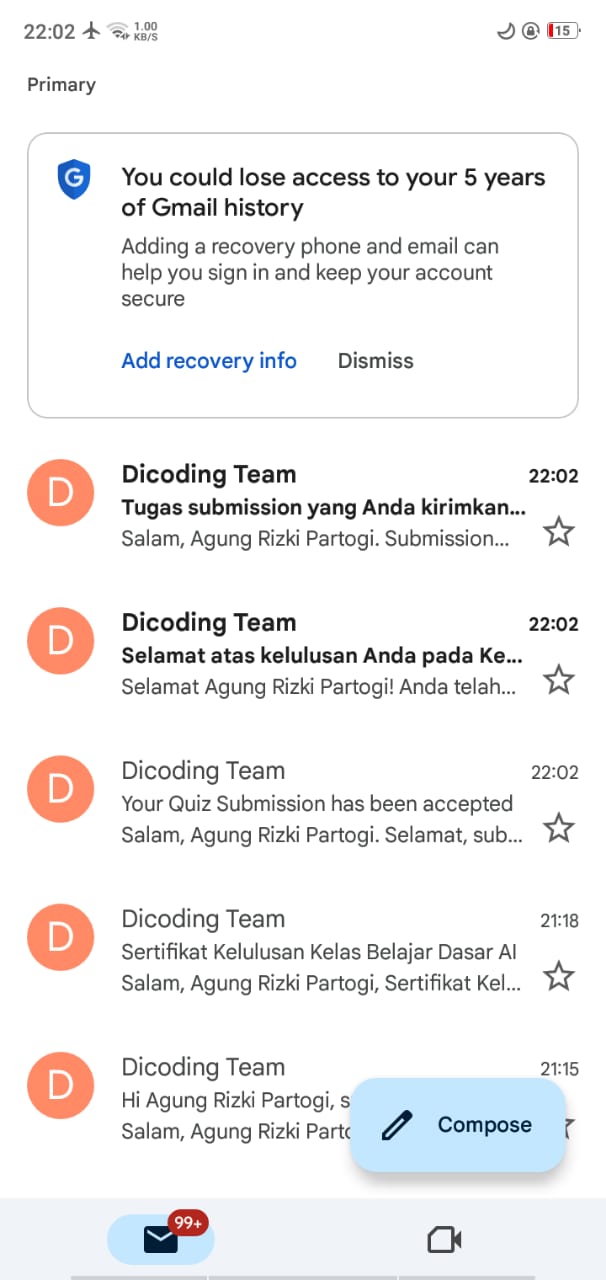 22:02 1.00 KB/S 15
Primary
G
You could lose access to your 5 years
of Gmail history
Adding a recovery phone and email can
help you sign in and keep your account
secure
Add recovery info Dismiss
D
Dicoding Team 22:02
Tugas submission yang Anda kirimkan...
Salam, Agung Rizki Partogi. Submission...
D
Dicoding Team 22:02
Selamat atas kelulusan Anda pada Ke...
Selamat Agung Rizki Partogi! Anda telah...
D
Dicoding Team 22:02
Your Quiz Submission has been accepted
Salam, Agung Rizki Partogi. Selamat, sub...
D
Dicoding Team 21:18
Sertifikat Kelulusan Kelas Belajar Dasar AI
Salam, Agung Rizki Partogi, Sertifikat Kel...
D
Dicoding Team 21:15
Hi Agung Rizki Partogi, s
Salam, Agung Rizki Parto
Compose
99+